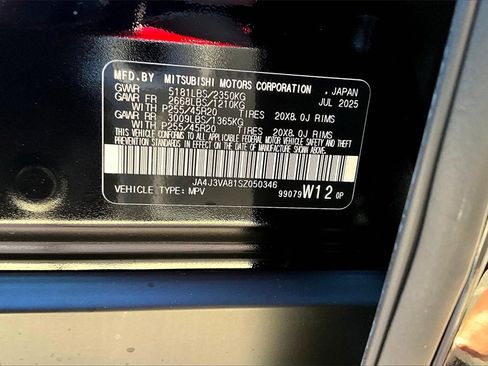 MFD.BY MITSUBISHI MOTORS CORPORATION , JAPAN
GVWR 5181LBS/2350KG JUL 2025
GAWR FR 2668LBS/1210KG
WITH P255/45R20 TIRES 20X8.0J RIMS
GAWR RR 3009LBS/1365KG
WITH P255/45R20 TIRES 20X8.0J RIMS
THIS VEHICLE CONFORMS TO ALL APPLICABLE FEDERAL MOTOR VEHICLE SAFETY AND THEFT
PREVENTION STANDARDS IN EFFECT ON THE DATE OF MANUFACTURE SHOWN ABOVE.
JA4J3VA81SZ050346
VEHICLE TYPE: MPV 99079 W12 0P